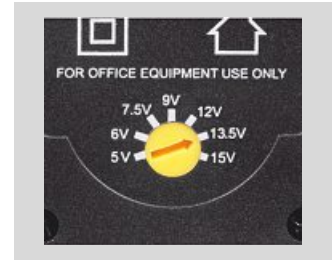 FOR OFFICE EQUIPMENT USE ONLY
9V
7.5V
12V
6V
13.5V
5V
15V